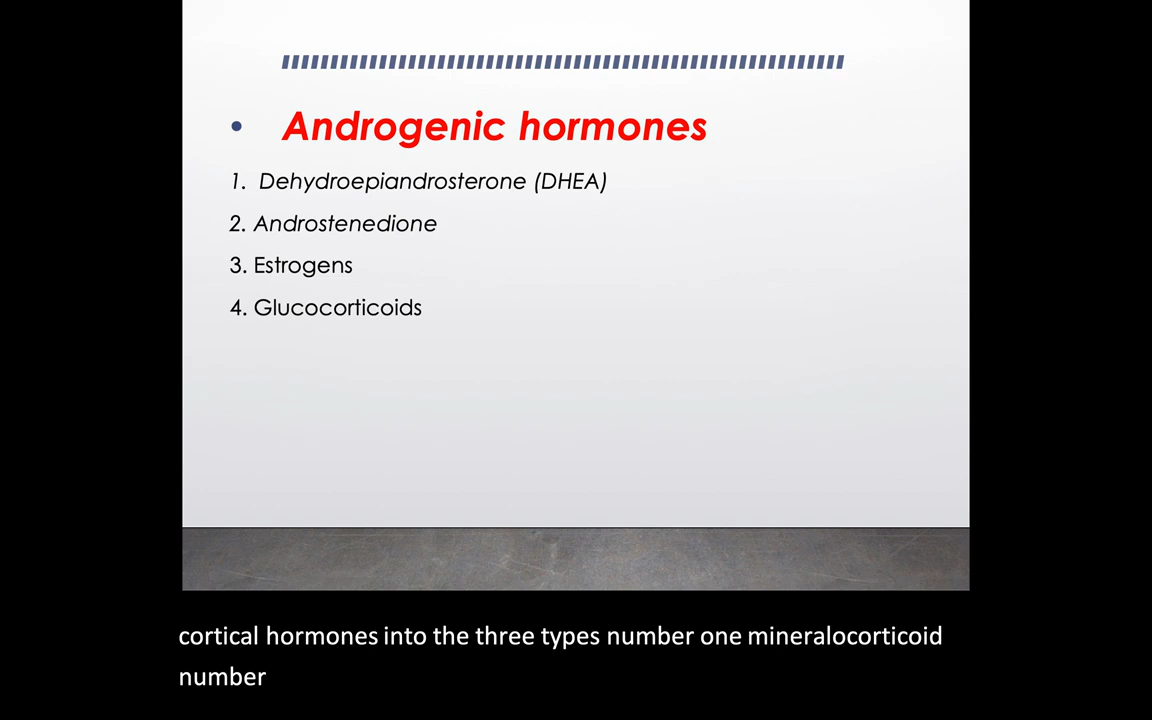 • Androgenic hormones
1. Dehydroepiandrosterone (DHEA)
2. Androstenedione
3. Estrogens
4. Glucocorticoids
cortical hormones into the three types number one mineralocorticoid
number